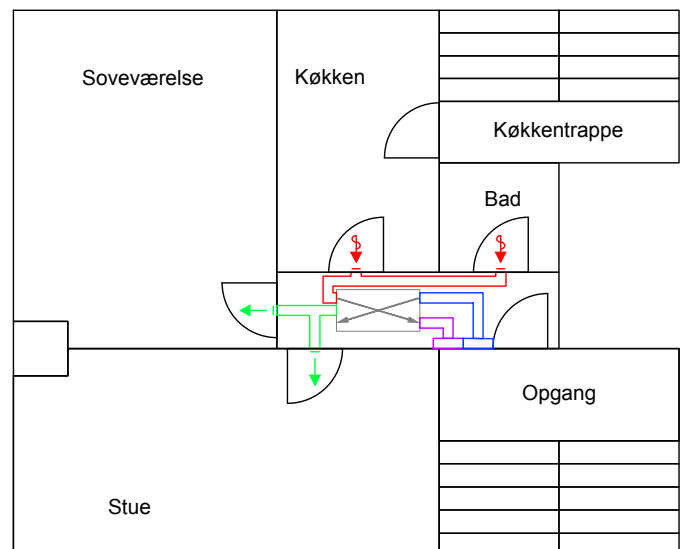 Soveværelse
Køkken
Køkkentrappe
Bad
Opgang
Stue